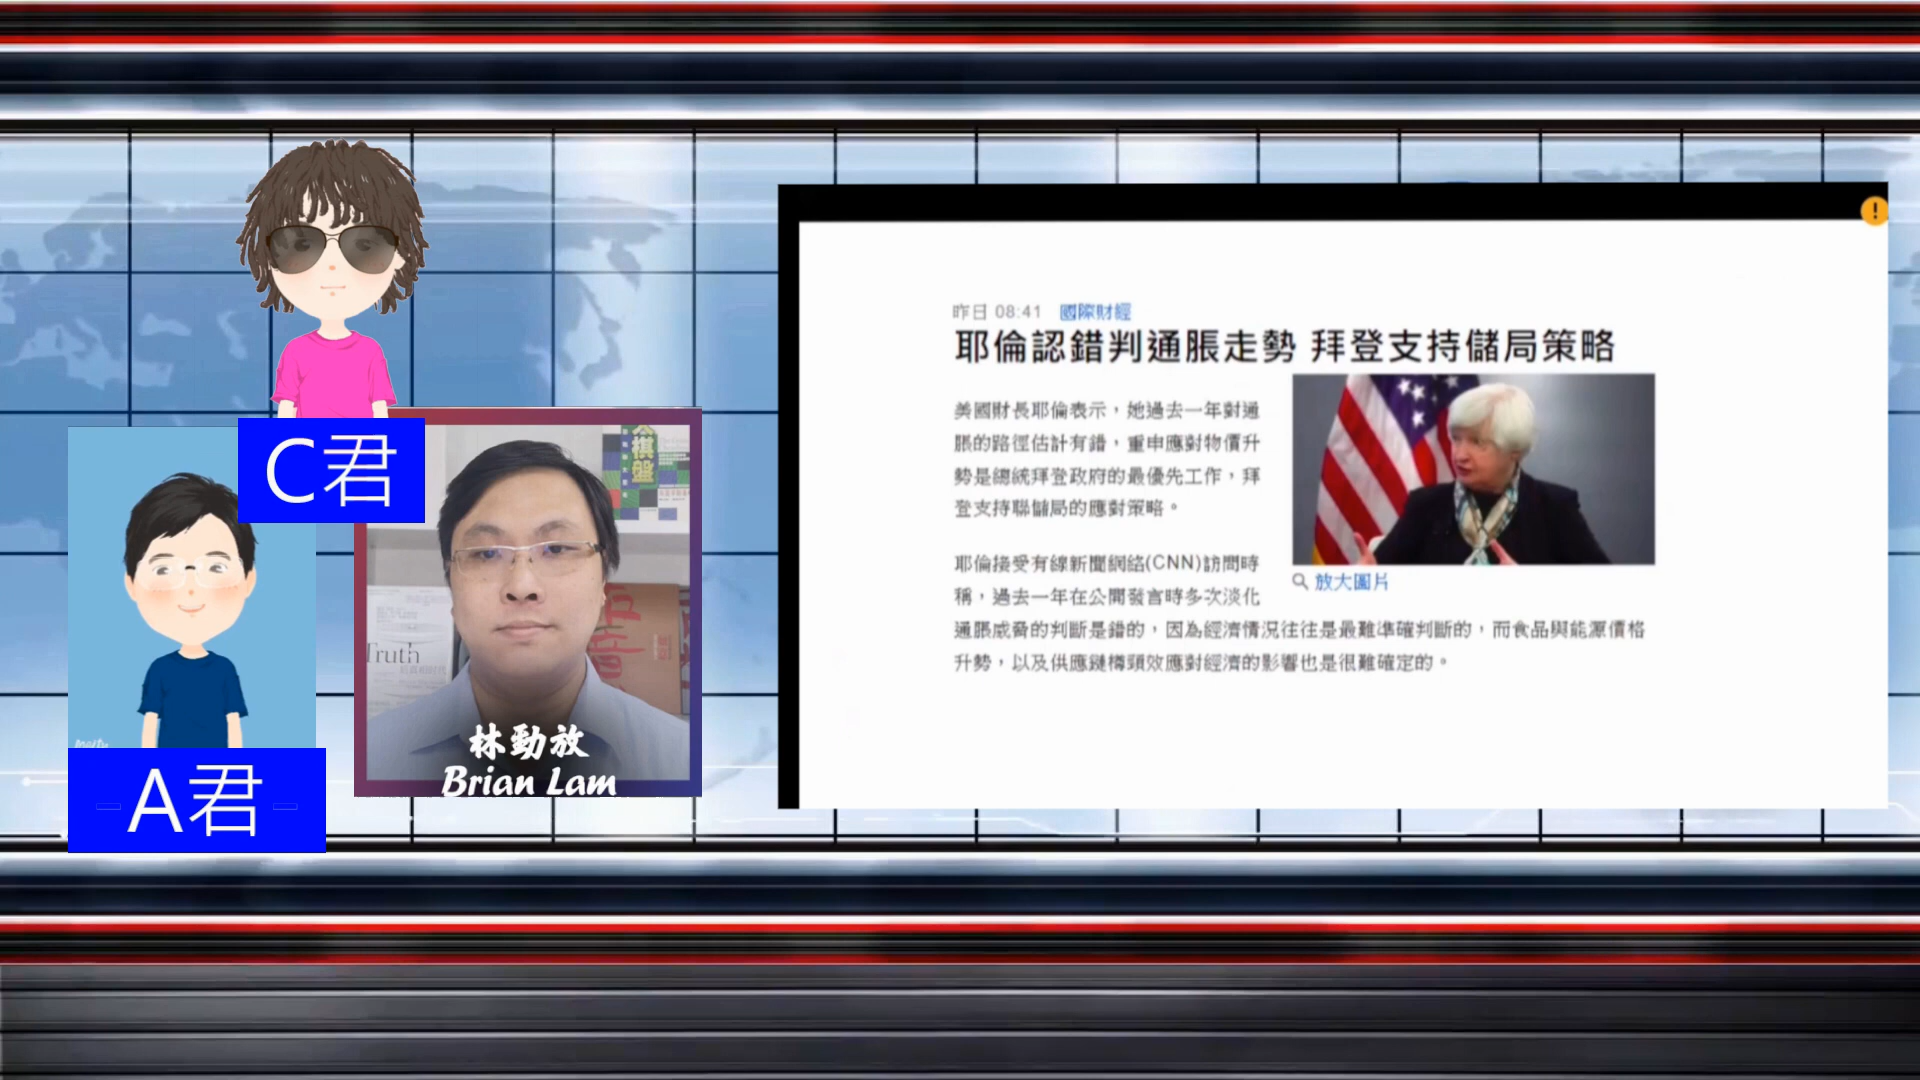 C君
A君
林勁放
Brian Lam
Truth
棋盤
昨日 08:41 國際財經
耶倫認錯判通脹走勢 拜登支持儲局策略
美國財長耶倫表示，她過去一年對通
脹的路徑估計有錯，重申應對物價升
勢是總統拜登政府的最優先工作，拜
登支持聯儲局的應對策略。
耶倫接受有線新聞網絡(CNN)訪問時
稱，過去一年在公開發言時多次淡化
通脹威脅的判斷是錯的，因為經濟情況往往是最難準確判斷的，而食品與能源價格
升勢，以及供應鏈樽頸效應對經濟的影響也是很難確定的。
放大圖片